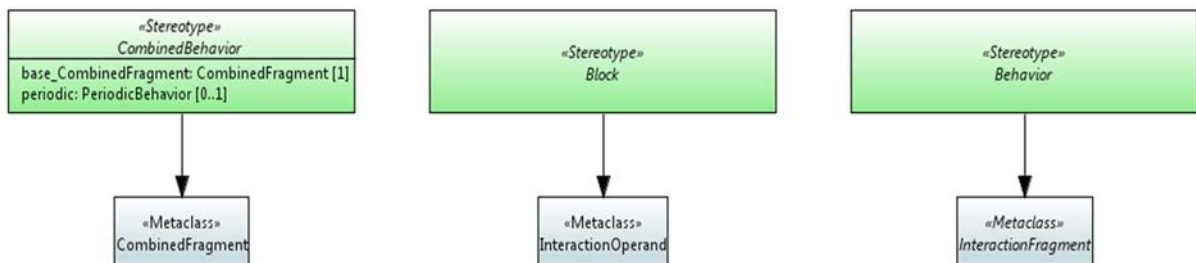 «Stereotype»
CombinedBehavior
base_CombinedFragment: CombinedFragment [1]
periodic: PeriodicBehavior [0..1]
«Stereotype»
Block
«Stereotype»
Behavior
«Metaclass»
CombinedFragment
«Metaclass»
InteractionOperand
«Metaclass»
InteractionFragment